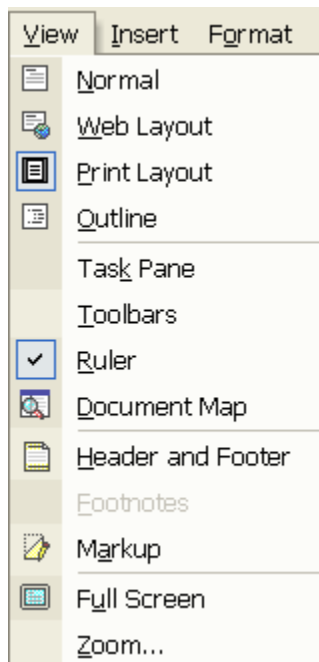 View Insert Format
Normal
Web Layout
Print Layout
Outline
Task Pane
Toolbars
Ruler
Document Map
Header and Footer
Footnotes
Markup
Full Screen
Zoom...